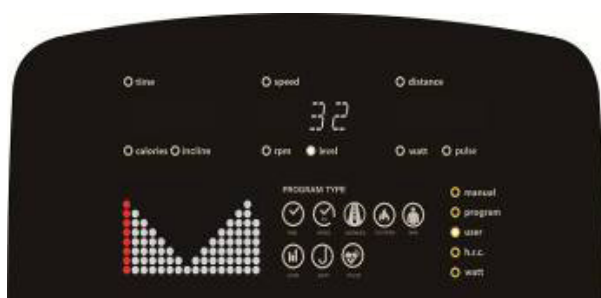 time speed distance
32
calories incline rpm level watt pulse
PROGRAM TYPE
manual
program
user
h.r.c.
watt